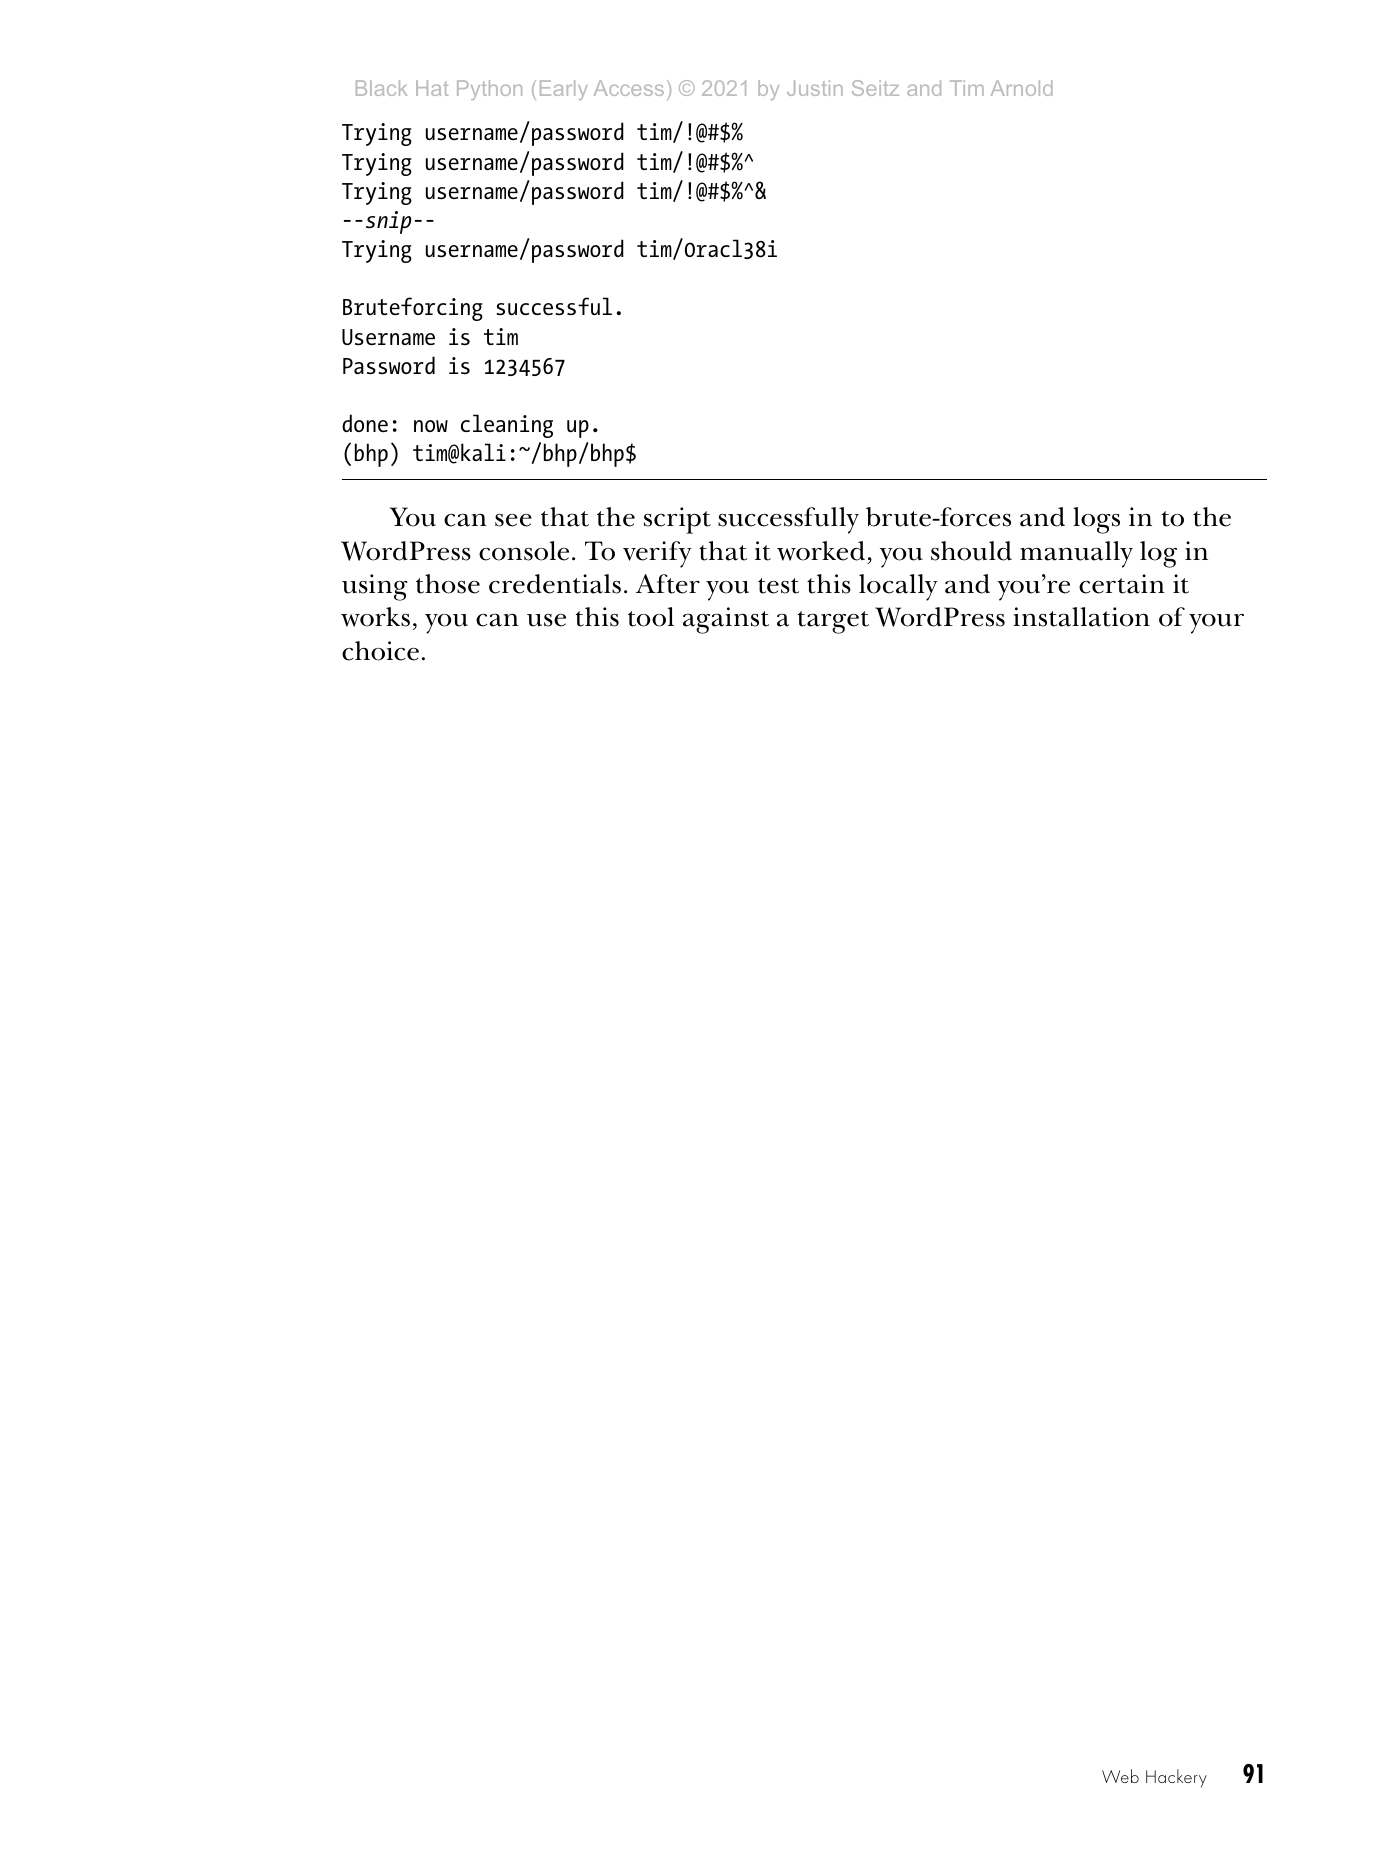 Black Hat Python (Early Access) © 2021 by Justin Seitz and Tim Arnold
Trying username/password tim/!@#$%
Trying username/password tim/!@#$%^
Trying username/password tim/!@#$%^&
--snip--
Trying username/password tim/0racl38i
Bruteforcing successful.
Username is tim
Password is 1234567
done: now cleaning up.
(bhp) tim@kali:~/bhp/bhp$
You can see that the script successfully brute-forces and logs in to the
WordPress console. To verify that it worked, you should manually log in
using those credentials. After you test this locally and you’re certain it
works, you can use this tool against a target WordPress installation of your
choice.
Web Hackery 91